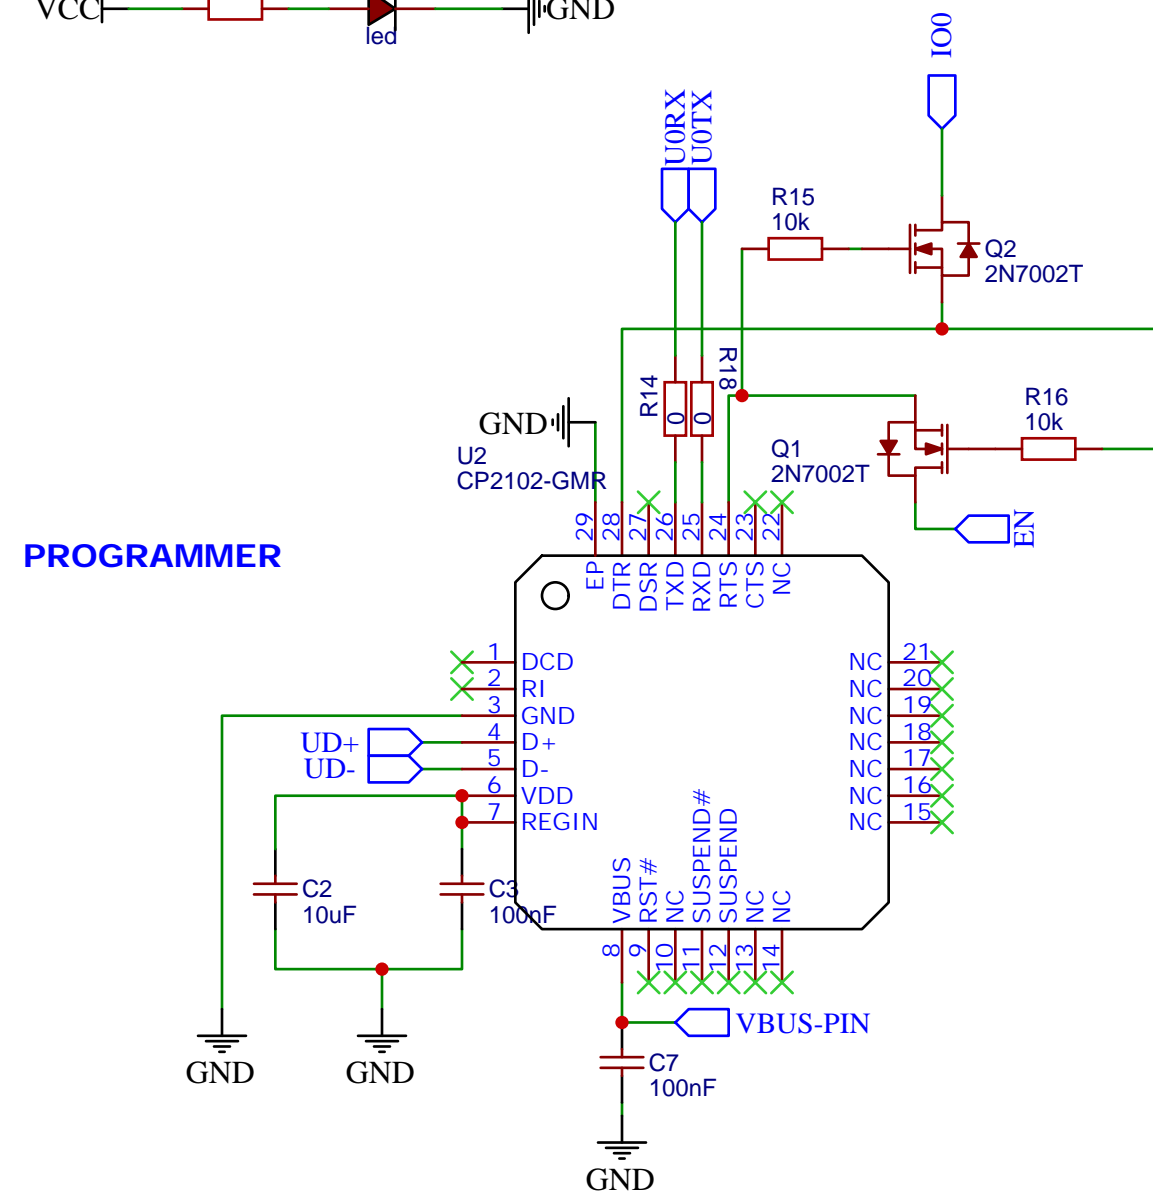 VCC
led
GND
IO0
U0RX
U0TX
R15
10k
Q2
2N7002T
R14
0
R18
0
R16
10k
GND
U2
CP2102-GMR
Q1
2N7002T
EN
PROGRAMMER
29
28
27
26
25
24
23
22
EP
DTR
DSR
TXD
RXD
RTS
CTS
NC
1 DCD
2 RI
3 GND
UD+ 4 D+
UD- 5 D-
6 VDD
7 REGIN
NC 21
NC 20
NC 19
NC 18
NC 17
NC 16
NC 15
VBUS
RST#
NC
SUSPEND#
SUSPEND
NC
NC
8
9
10
11
12
13
14
C2
10uF
C3
100nF
VBUS-PIN
C7
100nF
GND
GND
GND